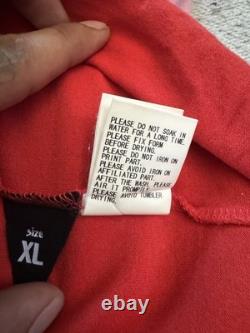 PLEASE DO NOT SOAK IN
WATER FOR A LONG TIME.
PLEASE FIX FORM
BEFORE DRYING.
PLEASE DO NOT IRON ON
PRINT PART.
PLEASE AVOID IRON ON
AFFILIATED PART.
AFTER THE WASH, PLEASE
AIR IT PROMPTLY.
PLEASE AVOID TUMBLER
DRYING.
SIZE
XL